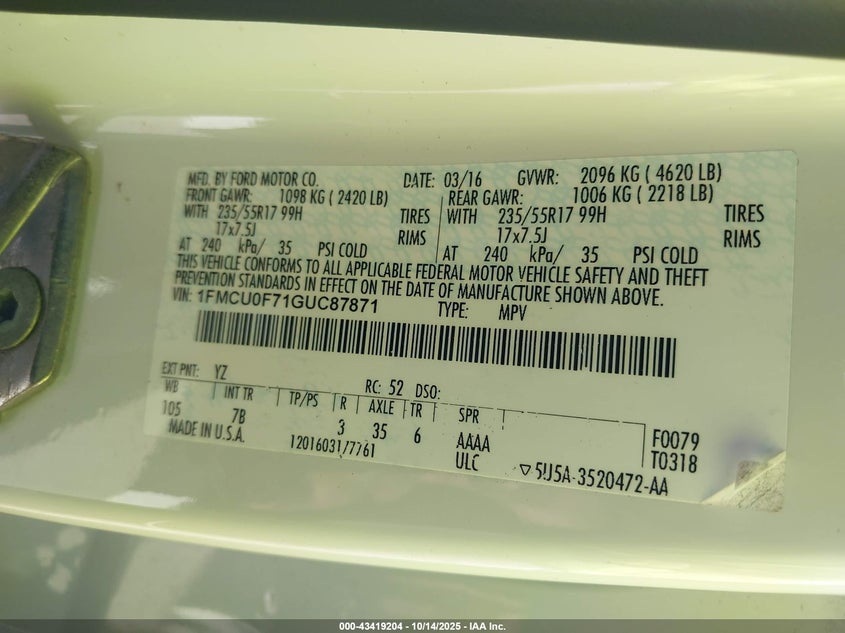 MFD. BY FORD MOTOR CO. DATE: 03/16 GVWR: 2096 KG ( 4620 LB)
FRONT GAWR: 1098 KG ( 2420 LB) REAR GAWR: 1006 KG ( 2218 LB)
WITH 235/55R17 99H TIRES WITH 235/55R17 99H TIRES
17x7.5J RIMS 17x7.5J RIMS
AT 240 kPa/ 35 PSI COLD AT 240 kPa/ 35 PSI COLD
THIS VEHICLE CONFORMS TO ALL APPLICABLE FEDERAL MOTOR VEHICLE SAFETY AND THEFT
PREVENTION STANDARDS IN EFFECT ON THE DATE OF MANUFACTURE SHOWN ABOVE.
VIN: 1FMCU0F71GUC87871 TYPE: MPV
EXT PNT: YZ RC: 52 DSO:
WB INT TR TP/PS R AXLE TR SPR
105 7B 3 35 6 AAAA F0079
MADE IN U.S.A. 12016031/7761 ULC T0318
5U5A-3520472-AA
000-43419204 - 10/14/2025 - IAA Inc.